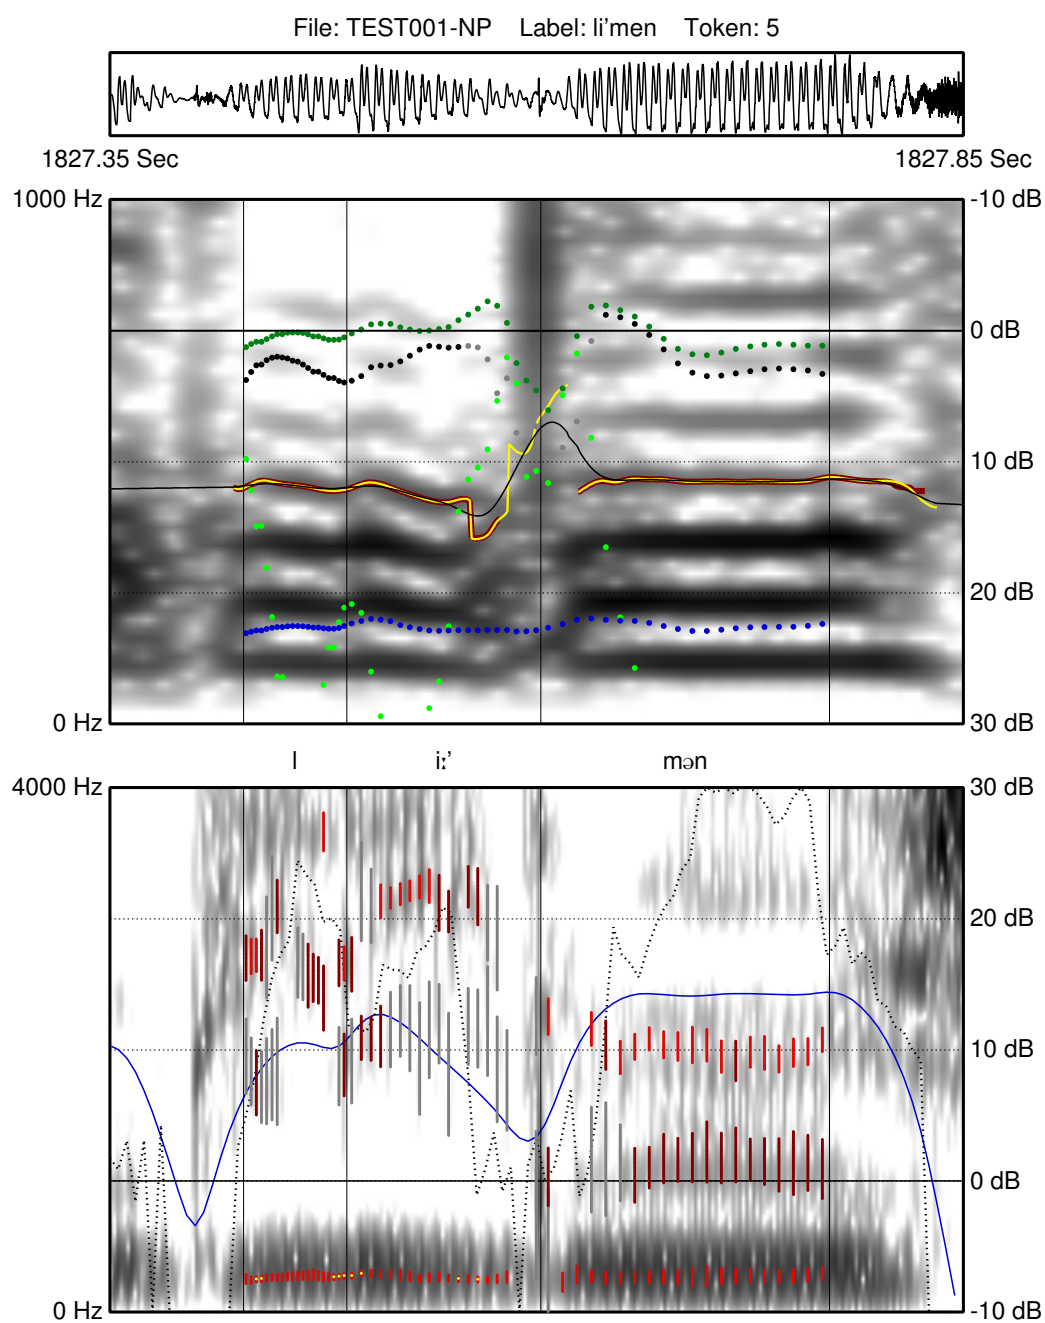 File: TEST001-NP Label: li'men Token: 5
1827.35 Sec 1827.85 Sec
1000 Hz -10 dB
0 dB
10 dB
20 dB
0 Hz 30 dB
l iː’ mən
4000 Hz 30 dB
20 dB
10 dB
0 dB
0 Hz -10 dB